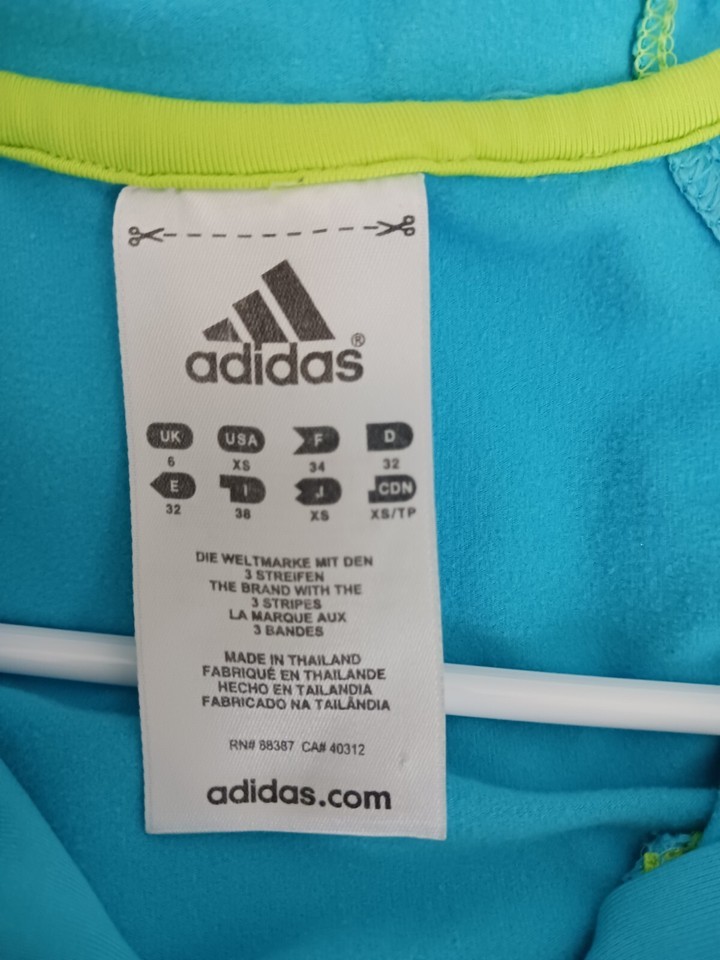 adidas®
UK USA F D
6 XS 34 32
E I J CDN
32 38 XS XS/TP
DIE WELTMARKE MIT DEN
3 STREIFEN
THE BRAND WITH THE
3 STRIPES
LA MARQUE AUX
3 BANDES
MADE IN THAILAND
FABRIQUÉ EN THAILANDE
HECHO EN TAILANDIA
FABRICADO NA TAILÂNDIA
RN# 88387 CA# 40312
adidas.com